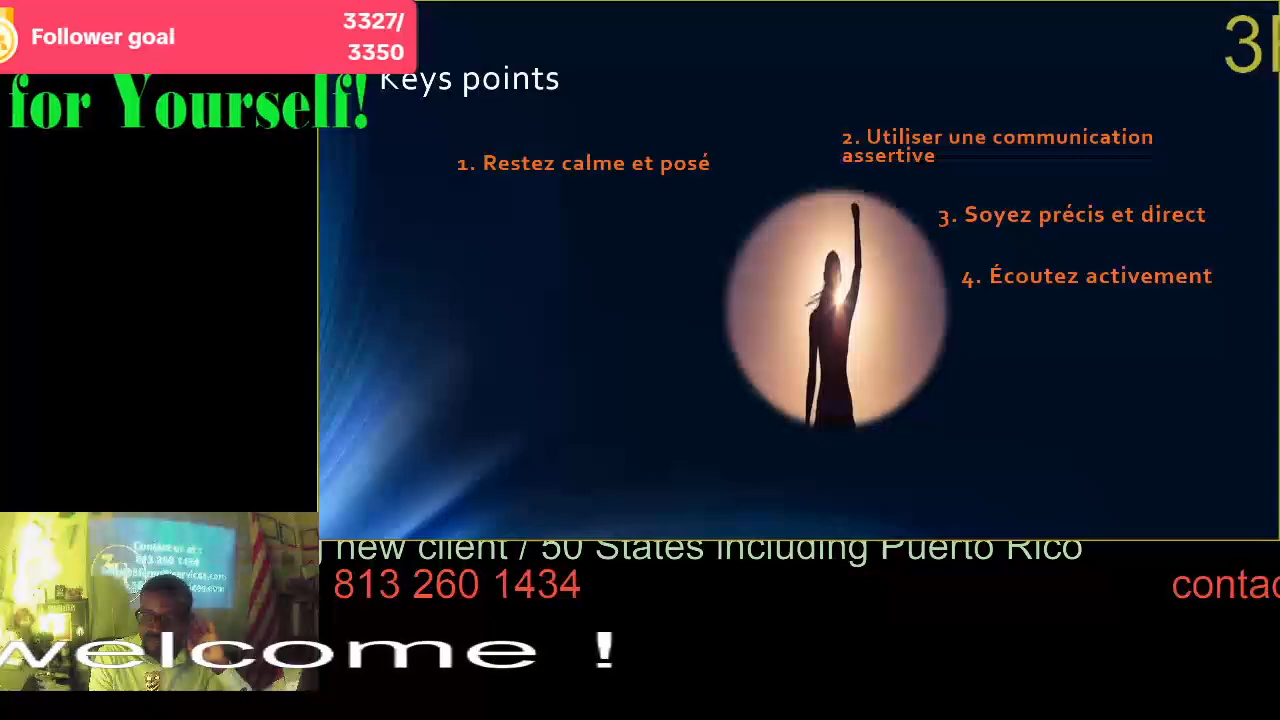 Follower goal
3327/
3350
for Yourself!
Keys points
1. Restez calme et posé
2. Utiliser une communication
assertive
3. Soyez précis et direct
4. Écoutez activement
new client / 50 States including Puerto Rico
813 260 1434
welcome !